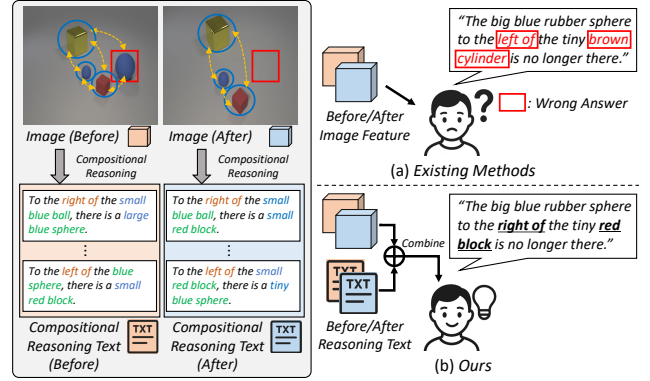 Image (Before)
Image (After)
Compositional
Reasoning
Compositional
Reasoning
To the right of the small
blue ball, there is a large
blue sphere.
⋮
To the left of the blue
sphere, there is a small
red block.
To the right of the small
blue ball, there is a small
red block.
⋮
To the left of the small
red block, there is a
tiny blue sphere.
Compositional
Reasoning Text
(Before)
TXT
Compositional
Reasoning Text
(After)
TXT
Before/After
Image Feature
"The big blue rubber sphere
to the left of the tiny brown
cylinder is no longer there."
?
: Wrong Answer
(a) Existing Methods
TXT
TXT
Before/After
Reasoning Text
Combine
"The big blue rubber sphere
to the right of the tiny red
block is no longer there."
(b) Ours